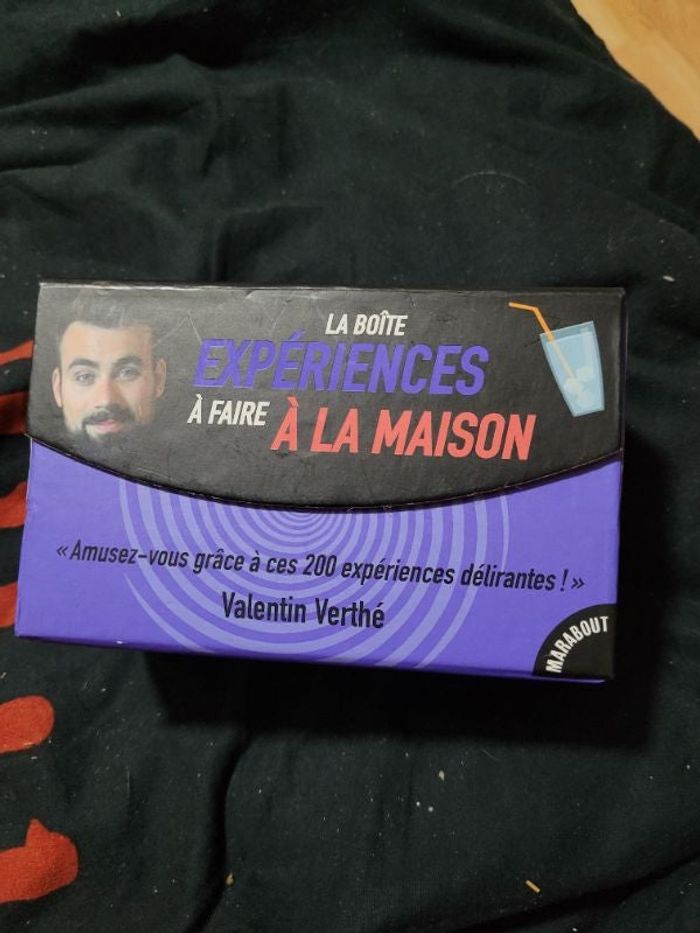 LA BOÎTE
EXPÉRIENCES
À FAIRE À LA MAISON
« Amusez-vous grâce à ces 200 expériences délirantes ! »
Valentin Verthé
MARABOUT